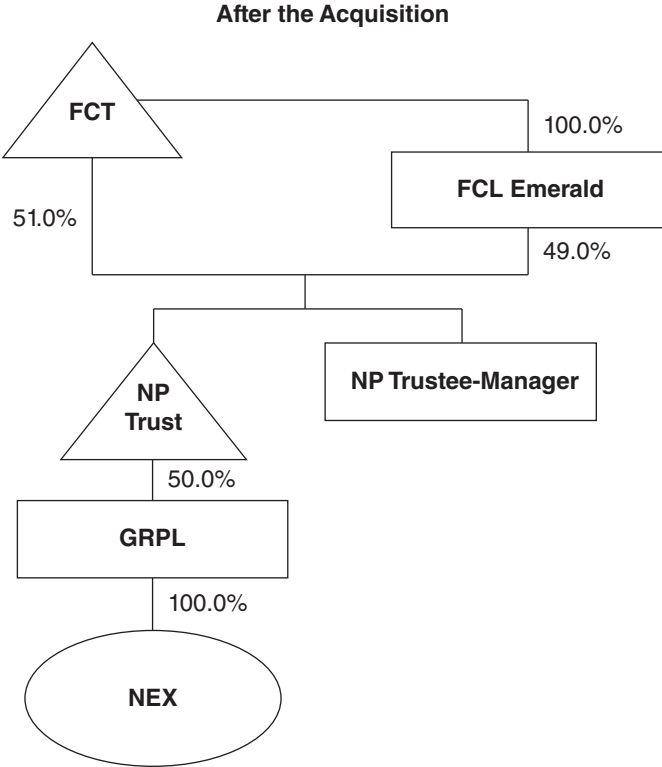 After the Acquisition
FCT
100.0%
FCL Emerald
51.0%
49.0%
NP
Trust
NP Trustee-Manager
50.0%
GRPL
100.0%
NEX